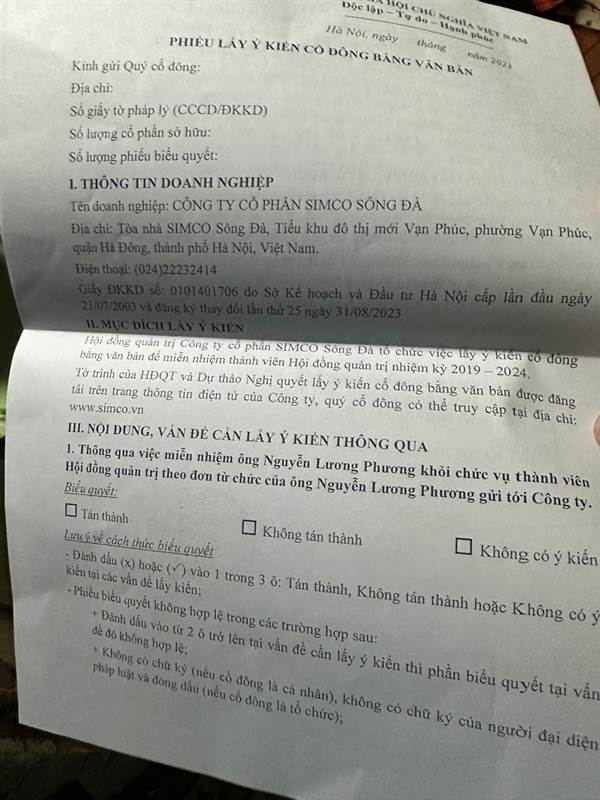 HỘI CHỦ NGHĨA VIỆT NAM
Độc lập – Tự do – Hạnh phúc
Hà Nội, ngày tháng năm 2023
PHIẾU LẤY Ý KIẾN CỔ ĐÔNG BẰNG VĂN BẢN
Kính gửi Quý cổ đông:
Địa chỉ:
Số giấy tờ pháp lý (CCCD/ĐKKD)
Số lượng cổ phần sở hữu:
Số lượng phiếu biểu quyết:
I. THÔNG TIN DOANH NGHIỆP
Tên doanh nghiệp: CÔNG TY CỔ PHẦN SIMCO SÔNG ĐÀ
Địa chỉ: Tòa nhà SIMCO Sông Đà, Tiểu khu đô thị mới Vạn Phúc, phường Vạn Phúc,
quận Hà Đông, thành phố Hà Nội, Việt Nam.
Điện thoại: (024)22232414
Giấy ĐKKD số: 0101401706 do Sở Kế hoạch và Đầu tư Hà Nội cấp lần đầu ngày
21/07/2003 và đăng ký thay đổi lần thứ 25 ngày 31/08/2023
II. MỤC ĐÍCH LẤY Ý KIẾN
Hội đồng quản trị Công ty cổ phần SIMCO Sông Đà tổ chức việc lấy ý kiến cổ đông
bằng văn bản để miễn nhiệm thành viên Hội đồng quản trị nhiệm kỳ 2019 – 2024.
Tờ trình của HĐQT và Dự thảo Nghị quyết lấy ý kiến cổ đông bằng văn bản được đăng
tải trên trang thông tin điện tử của Công ty, quý cổ đông có thể truy cập tại địa chỉ:
www.simco.vn
III. NỘI DUNG, VẤN ĐỀ CẦN LẤY Ý KIẾN THÔNG QUA
1. Thông qua việc miễn nhiệm ông Nguyễn Lương Phương khỏi chức vụ thành viên
Hội đồng quản trị theo đơn từ chức của ông Nguyễn Lương Phương gửi tới Công ty.
Biểu quyết:
Tán thành Không tán thành Không có ý kiến
Lưu ý về cách thức biểu quyết
- Đánh dấu (x) hoặc (✓) vào 1 trong 3 ô: Tán thành, Không tán thành hoặc Không có ý
kiến tại các vấn đề lấy kiến;
- Phiếu biểu quyết không hợp lệ trong các trường hợp sau:
+ Đánh dấu vào từ 2 ô trở lên tại vấn đề cần lấy ý kiến thì phần biểu quyết tại vấn
đề đó không hợp lệ;
+ Không có chữ ký (nếu cổ đông là cá nhân), không có chữ ký của người đại diện
pháp luật và đóng dấu (nếu cổ đông là tổ chức);